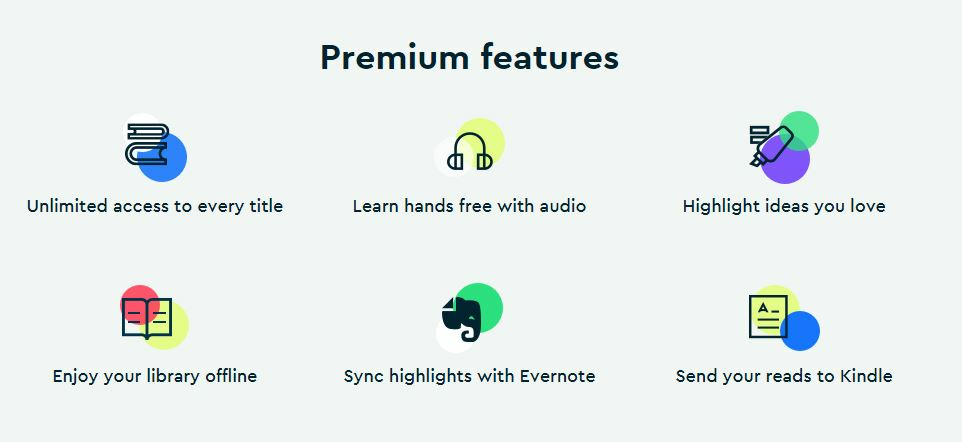 Premium features
Unlimited access to every title
Learn hands free with audio
Highlight ideas you love
A
Enjoy your library offline
Sync highlights with Evernote
Send your reads to Kindle